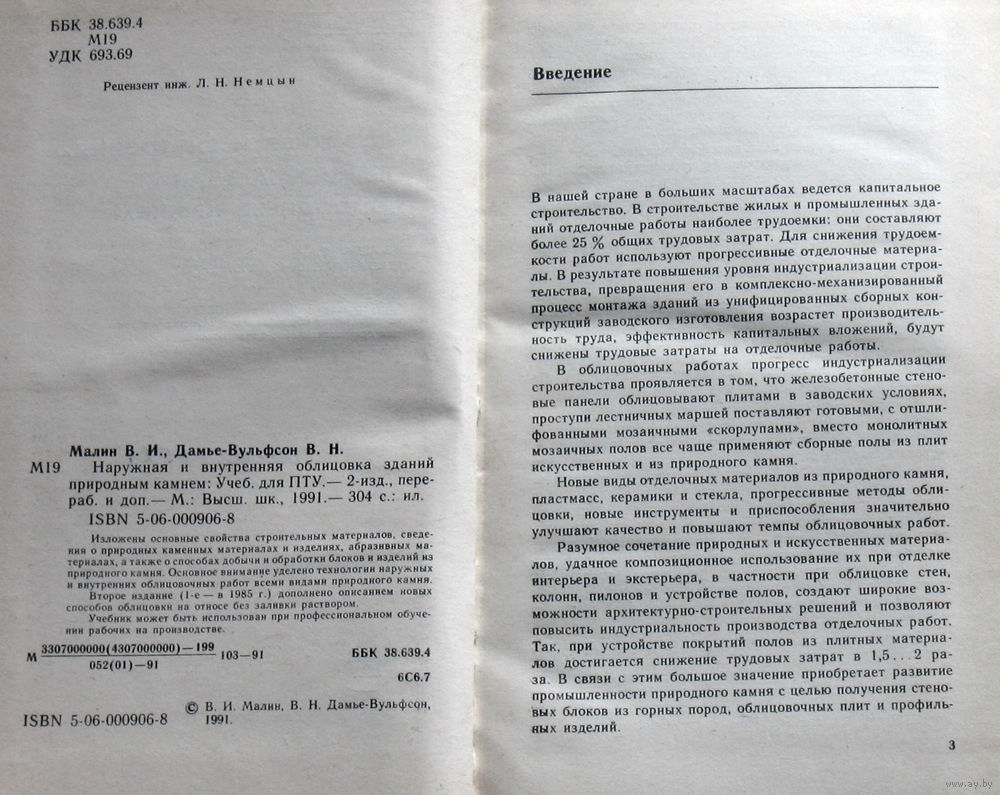 ББК 38.639.4
М19
УДК 693.69
Рецензент инж. Л. Н. Немцын
Малин В. И., Дамье-Вульфсон В. Н.
М19 Наружная и внутренняя облицовка зданий
природным камнем: Учеб. для ПТУ.— 2-изд., пере-
раб. и доп.— М.: Высш. шк., 1991.— 304 с.: ил.
ISBN 5-06-000906-8
Изложены основные свойства строительных материалов, сведе-
ния о природных каменных материалах и изделиях, абразивных ма-
териалах, а также о способах добычи и обработки блоков и изделий из
природного камня. Основное внимание уделено технологии наружных
и внутренних облицовочных работ всеми видами природного камня.
Второе издание (1-е — в 1985 г.) дополнено описанием новых
способов облицовки на относе без заливки раствором.
Учебник может быть использован при профессиональном обуче-
нии рабочих на производстве.
3307000000(4307000000)—199
М 103—91 ББК 38.639.4
052(01)—91
6С6.7
© В. И. Малин, В. Н. Дамье-Вульфсон,
ISBN 5-06-000906-8 1991.
Введение
В нашей стране в больших масштабах ведется капитальное
строительство. В строительстве жилых и промышленных зда-
ний отделочные работы наиболее трудоемки: они составляют
более 25 % общих трудовых затрат. Для снижения трудоем-
кости работ используют прогрессивные отделочные материа-
лы. В результате повышения уровня индустриализации строи-
тельства, превращения его в комплексно-механизированный
процесс монтажа зданий из унифицированных сборных кон-
струкций заводского изготовления возрастет производитель-
ность труда, эффективность капитальных вложений, будут
снижены трудовые затраты на отделочные работы.
В облицовочных работах прогресс индустриализации
строительства проявляется в том, что железобетонные стено-
вые панели облицовывают плитами в заводских условиях,
проступи лестничных маршей поставляют готовыми, с отшли-
фованными мозаичными «скорлупами», вместо монолитных
мозаичных полов все чаще применяют сборные полы из плит
искусственных и из природного камня.
Новые виды отделочных материалов из природного камня,
пластмасс, керамики и стекла, прогрессивные методы обли-
цовки, новые инструменты и приспособления значительно
улучшают качество и повышают темпы облицовочных работ.
Разумное сочетание природных и искусственных материа-
лов, удачное композиционное использование их при отделке
интерьера и экстерьера, в частности при облицовке стен,
колонн, пилонов и устройстве полов, создают широкие воз-
можности архитектурно-строительных решений и позволяют
повысить индустриальность производства отделочных работ.
Так, при устройстве покрытий полов из плитных материа-
лов достигается снижение трудовых затрат в 1,5...2 ра-
за. В связи с этим большое значение приобретает развитие
промышленности природного камня с целью получения стено-
вых блоков из горных пород, облицовочных плит и профиль-
ных изделий.
3
www.ay.by